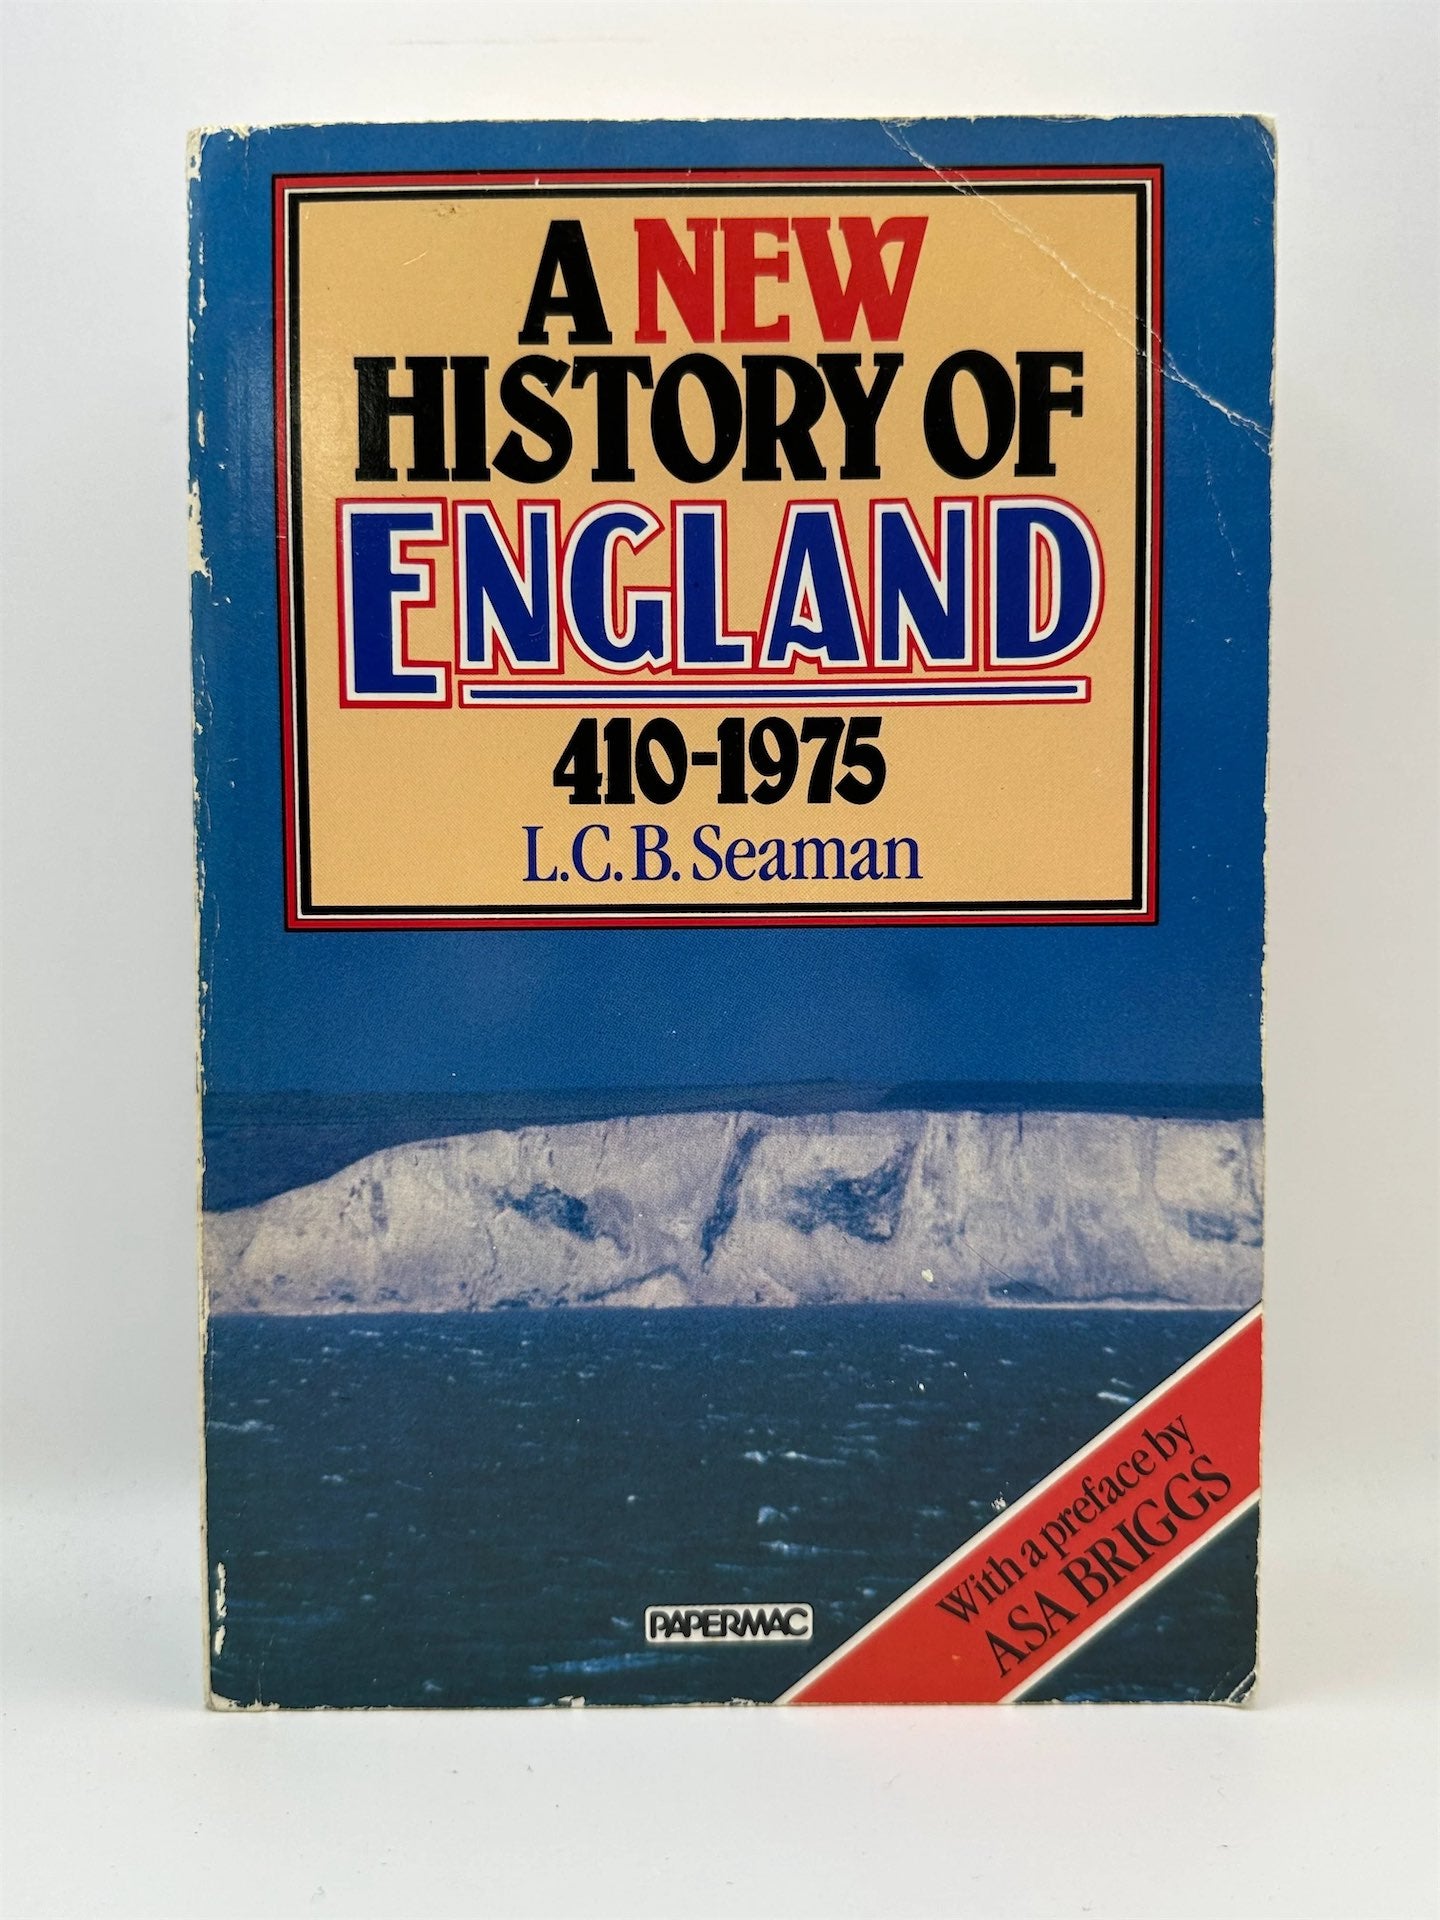 A NEW
HISTORY OF
ENGLAND
410-1975
L.C.B. Seaman
With a preface by
ASA BRIGGS
PAPERMAC